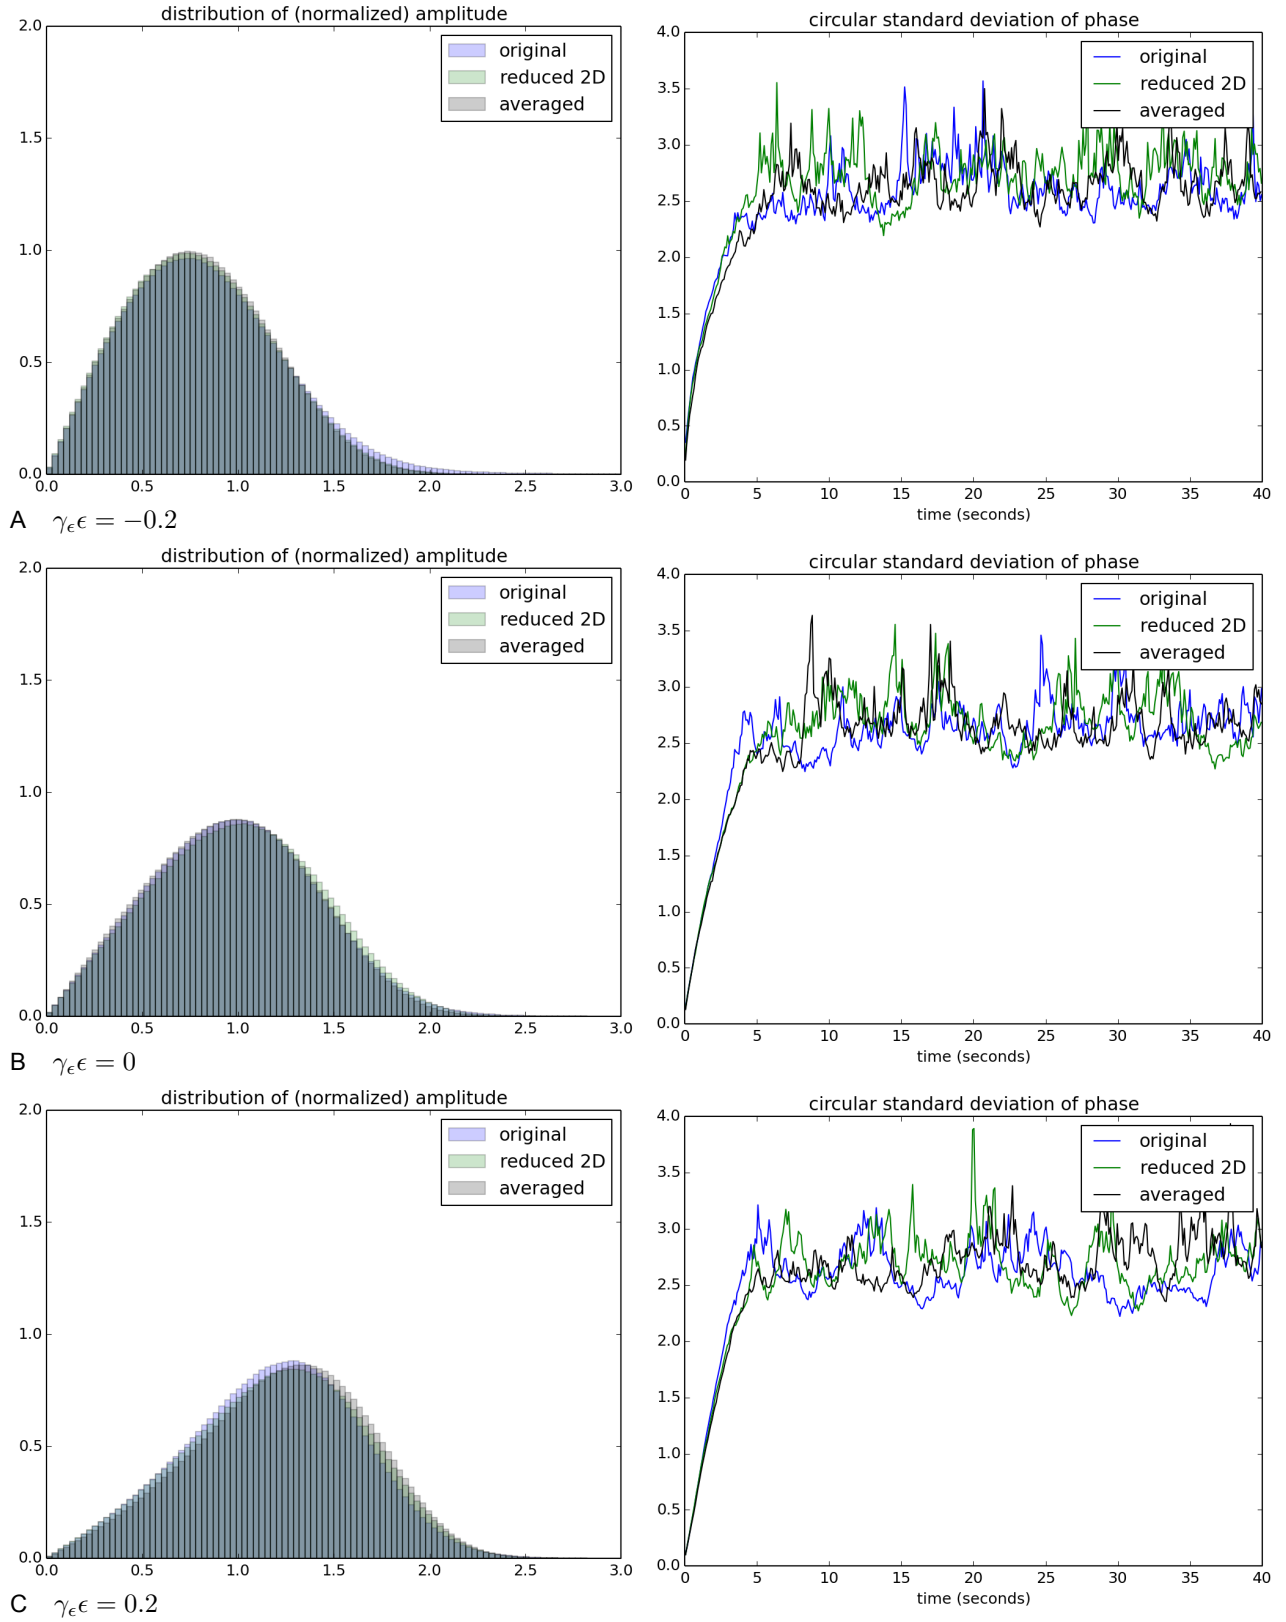 distribution of (normalized) amplitude
2.0
1.5
1.0
0.5
0.0
0.0 0.5 1.0 1.5 2.0 2.5 3.0
original
reduced 2D
averaged
circular standard deviation of phase
4.0
3.5
3.0
2.5
2.0
1.5
1.0
0.5
0.0
0 5 10 15 20 25 30 35 40
time (seconds)
original
reduced 2D
averaged
A γ_ϵϵ = −0.2
distribution of (normalized) amplitude
2.0
1.5
1.0
0.5
0.0
0.0 0.5 1.0 1.5 2.0 2.5 3.0
original
reduced 2D
averaged
circular standard deviation of phase
4.0
3.5
3.0
2.5
2.0
1.5
1.0
0.5
0.0
0 5 10 15 20 25 30 35 40
time (seconds)
original
reduced 2D
averaged
B γ_ϵϵ = 0
distribution of (normalized) amplitude
2.0
1.5
1.0
0.5
0.0
0.0 0.5 1.0 1.5 2.0 2.5 3.0
original
reduced 2D
averaged
circular standard deviation of phase
4.0
3.5
3.0
2.5
2.0
1.5
1.0
0.5
0.0
0 5 10 15 20 25 30 35 40
time (seconds)
original
reduced 2D
averaged
C γ_ϵϵ = 0.2